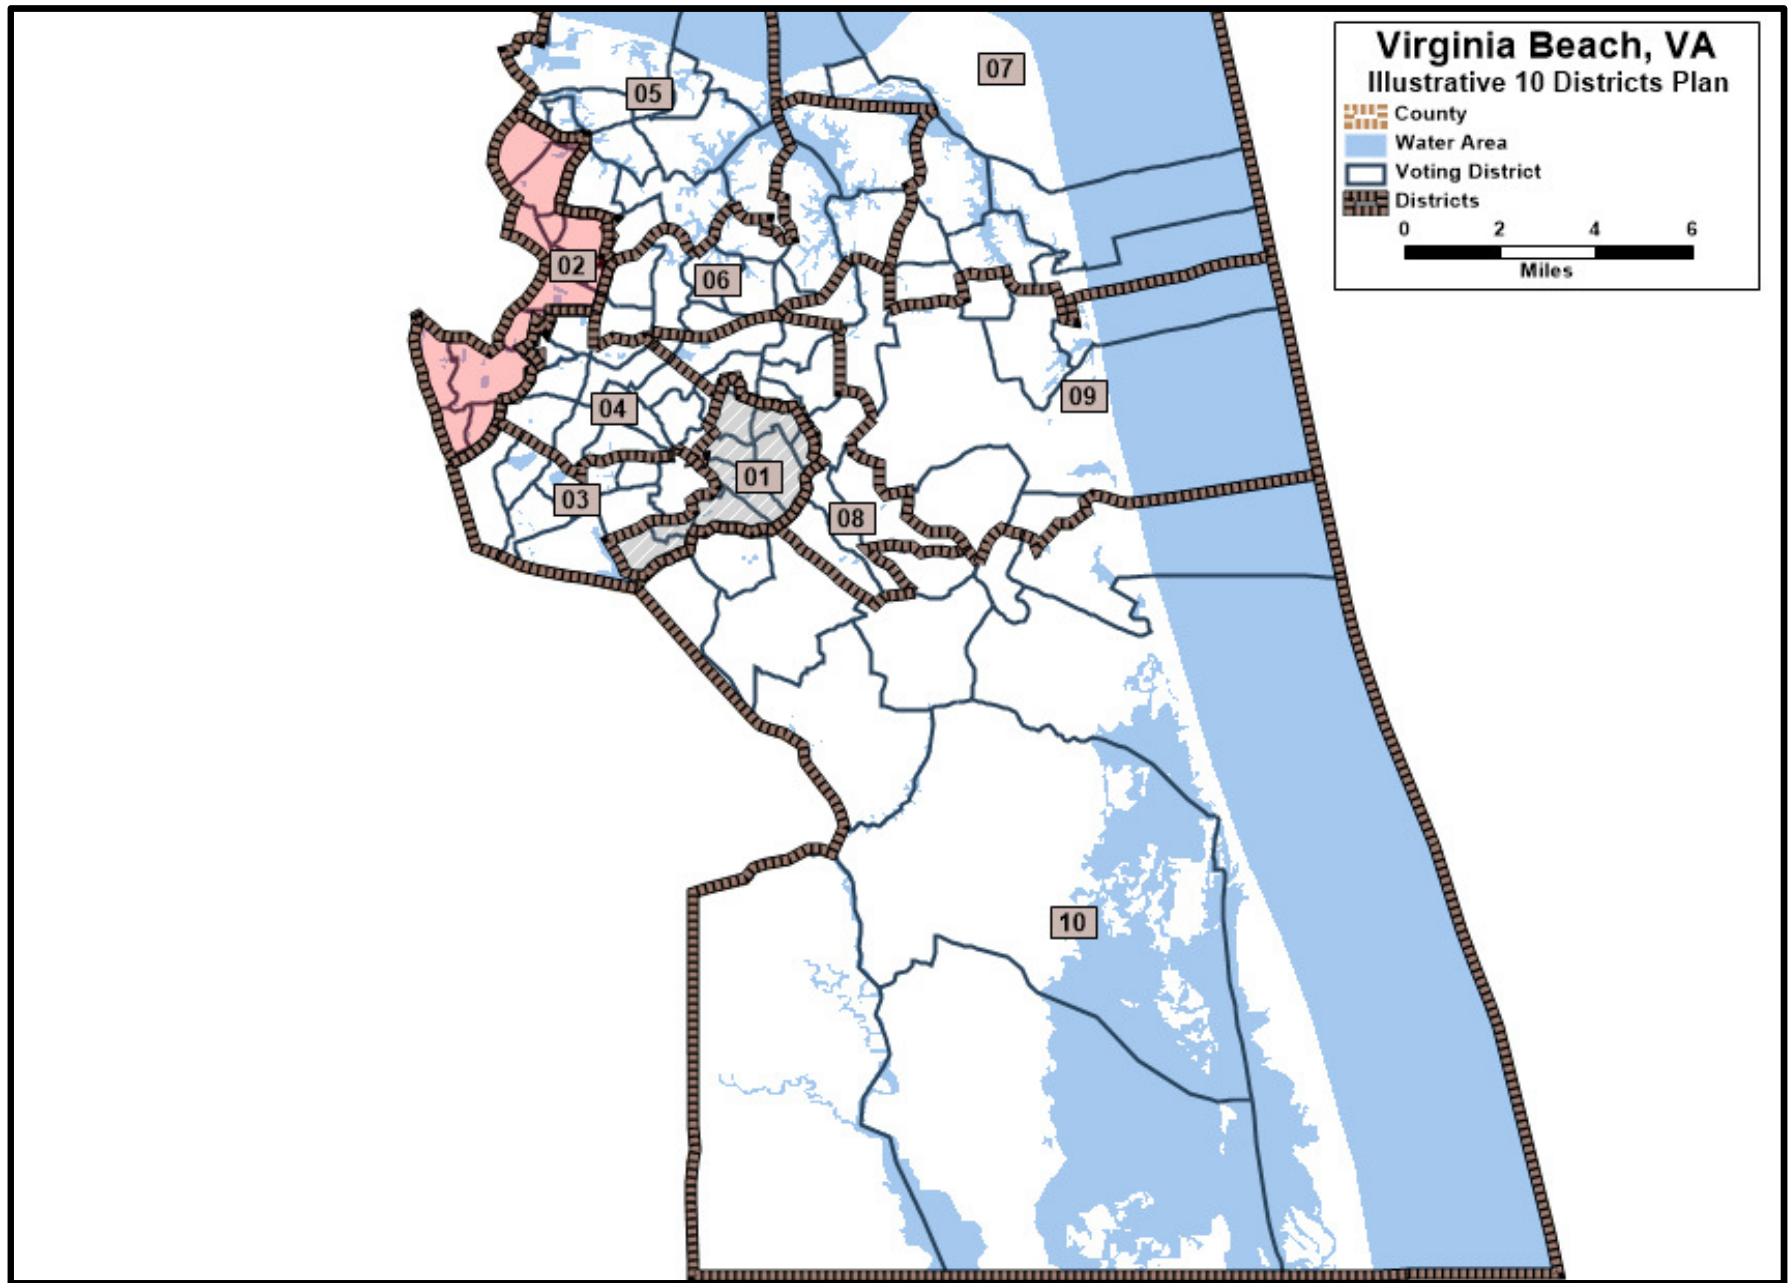 Virginia Beach, VA
Illustrative 10 Districts Plan
County
Water Area
Voting District
Districts
0 2 4 6
Miles
07
05
02
06
09
04
01
03
08
10